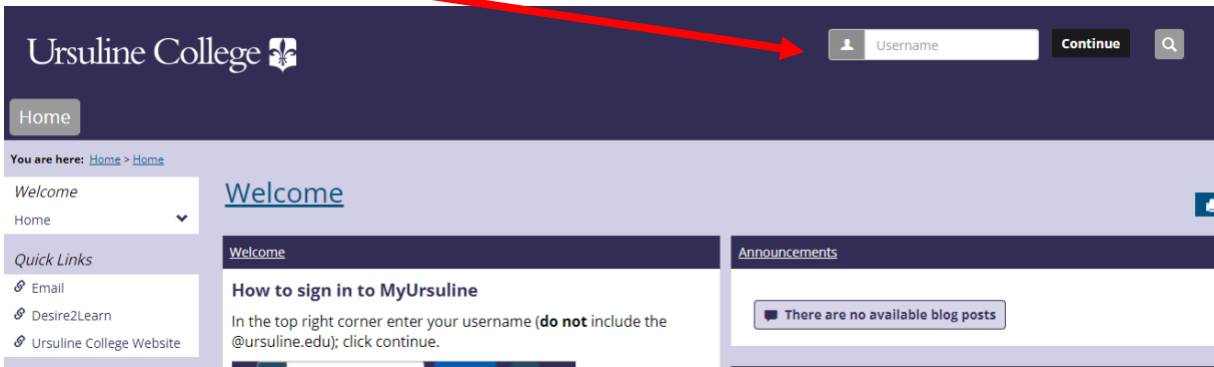 Ursuline College
Username
Continue
Home
You are here: Home > Home
Welcome
Home
Quick Links
Email
Desire2Learn
Ursuline College Website
Welcome
Welcome
How to sign in to MyUrsuline
In the top right corner enter your username (do not include the
@ursuline.edu); click continue.
Announcements
There are no available blog posts